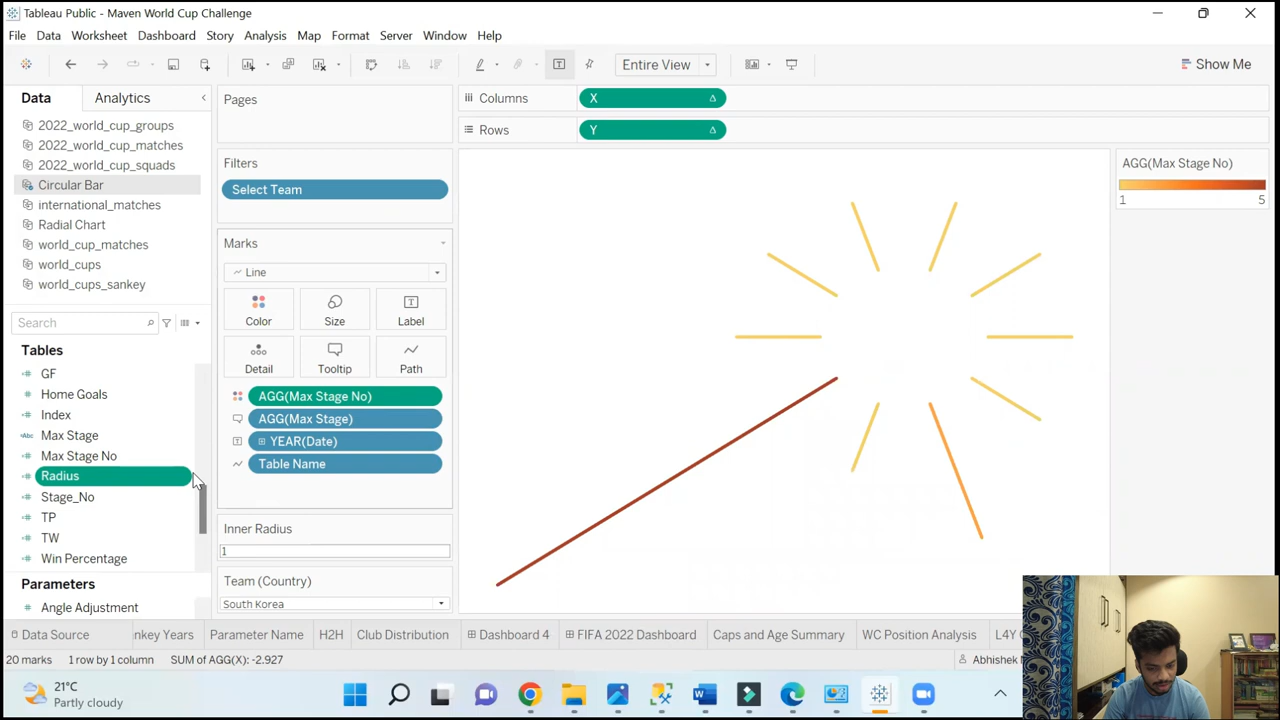 Tableau Public - Maven World Cup Challenge
File Data Worksheet Dashboard Story Analysis Map Format Server Window Help
Entire View
Show Me
Data Analytics
2022_world_cup_groups
2022_world_cup_matches
2022_world_cup_squads
Circular Bar
international_matches
Radial Chart
world_cup_matches
world_cups
world_cups_sankey
Search
Tables
GF
Home Goals
Index
Abc Max Stage
Max Stage No
Radius
Stage_No
TP
TW
Win Percentage
Parameters
Angle Adjustment
Pages
Filters
Select Team
Marks
Line
Color Size Label
Detail Tooltip Path
AGG(Max Stage No)
AGG(Max Stage)
YEAR(Date)
Table Name
Inner Radius
1
Team (Country)
South Korea
Columns X
Rows Y
AGG(Max Stage No)
1 5
Data Source nkey Years Parameter Name H2H Club Distribution Dashboard 4 FIFA 2022 Dashboard Caps and Age Summary WC Position Analysis L4Y
20 marks 1 row by 1 column SUM of AGG(X): -2.927 Abhishek
21°C
Partly cloudy